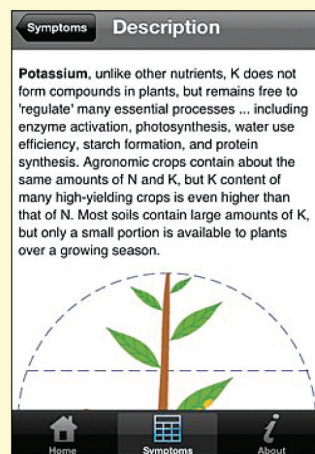 Symptoms
Description
Potassium, unlike other nutrients, K does not
form compounds in plants, but remains free to
'regulate' many essential processes ... including
enzyme activation, photosynthesis, water use
efficiency, starch formation, and protein
synthesis. Agronomic crops contain about the
same amounts of N and K, but K content of
many high-yielding crops is even higher than
that of N. Most soils contain large amounts of K,
but only a small portion is available to plants
over a growing season.
Home
Symptoms
About